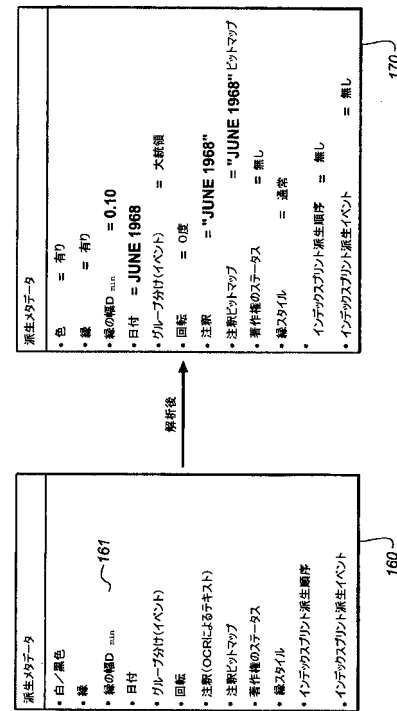 派生メタデータ
• 白/黒色
• 縁
• 縁の幅D min
161
• 日付
• グループ分け(イベント)
• 回転
• 注釈(OCRによるテキスト)
• 注釈ビットマップ
• 著作権のステータス
• 縁スタイル
• インデックスプリント派生順序
• インデックスプリント派生イベント
160
解析後
派生メタデータ
• 色 = 有り
• 縁 = 有り
• 縁の幅D min = 0.10
• 日付 = JUNE 1968
• グループ分け(イベント) = 大統領
• 回転 = 0度
• 注釈 = "JUNE 1968"
• 注釈ビットマップ = "JUNE 1968" ビットマップ
• 著作権のステータス = 無し
• 縁スタイル = 通常
•
インデックスプリント派生順序 = 無し
• インデックスプリント派生イベント = 無し
170